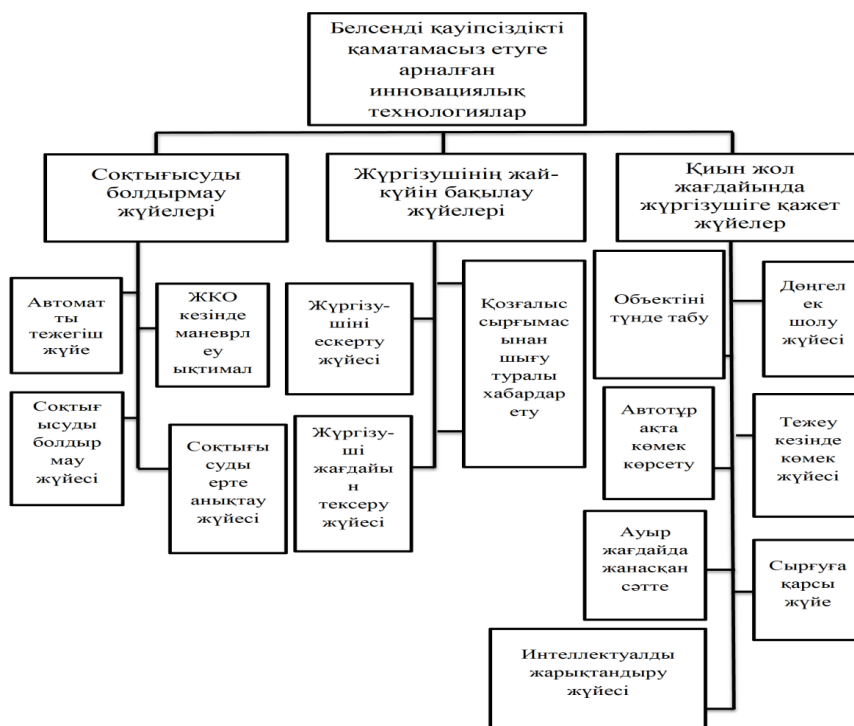 Белсенді қауіпсіздікті
қаматамасыз етуге
арналған
инновациялық
технологиялар
Соқтығысуды
болдырмау
жүйелері
Жүргізушінің жай-
күйін бақылау
жүйелері
Қиын жол
жағдайында
жүргізушіге қажет
жүйелер
Автомат
ты
тежегіш
жүйе
ЖКО
кезінде
маневрл
еу
ықтимал
Соқтығ
ысуды
болдыр
мау
жүйесі
Соқтығы
суды
ерте
анықтау
жүйесі
Жүргізу-
шіні
ескерту
жүйесі
Қозғалыс
сырғымас
ынан
шығу
туралы
хабардар
ету
Жүргізу-
ші
жағдайы
н
тексеру
жүйесі
Объектіні
түнде табу
Дөңгел
ек
шолу
жүйесі
Автотұр
ақта
көмек
көрсету
Тежеу
кезінде
көмек
жүйесі
Ауыр
жағдайда
жанасқан
сәтте
Сырғуға
қарсы
жүйе
Интеллектуалды
жарықтандыру
жүйесі